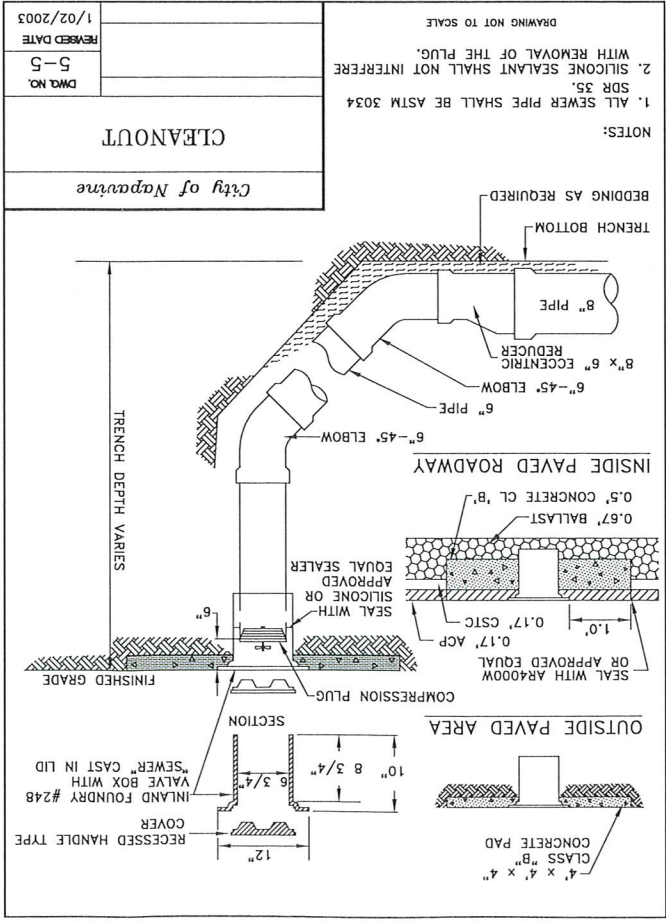 OUTSIDE PAVED AREA
4' x 4' x 4"
CLASS "B"
CONCRETE PAD
12"
RECESSED HANDLE TYPE
COVER
INLAND FOUNDRY #248
VALVE BOX WITH
"SEWER" CAST IN LID
10"
8 3/4"
6 3/4"
SECTION
INSIDE PAVED ROADWAY
SEAL WITH AR4000W
OR APPROVED EQUAL
1.0'
0.17' ACP
0.17' CSTC
0.67' BALLAST
0.5' CONCRETE CL 'B'
FINISHED GRADE
COMPRESSION PLUG
6"
SEAL WITH
SILICONE OR
APPROVED
EQUAL SEALER
TRENCH DEPTH VARIES
6"-45° ELBOW
6" PIPE
6"-45° ELBOW
8"x 6" ECCENTRIC
REDUCER
8" PIPE
TRENCH BOTTOM
BEDDING AS REQUIRED
NOTES:
1. ALL SEWER PIPE SHALL BE ASTM 3034
SDR 35.
2. SILICONE SEALANT SHALL NOT INTERFERE
WITH REMOVAL OF THE PLUG.
DRAWING NOT TO SCALE
City of Napavine
CLEANOUT
DWG. NO.
5-5
REVISED DATE
1/02/2003